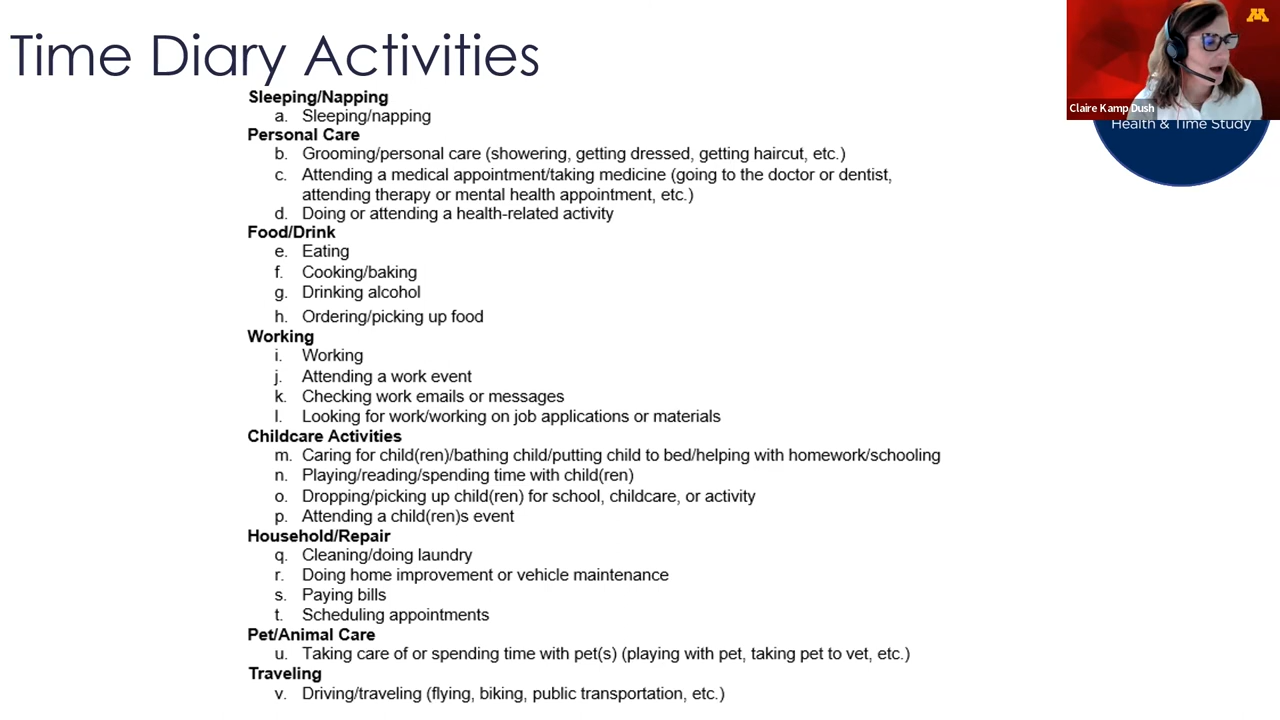 Time Diary Activities
Sleeping/Napping
a. Sleeping/napping
Personal Care
b. Grooming/personal care (showering, getting dressed, getting haircut, etc.)
c. Attending a medical appointment/taking medicine (going to the doctor or dentist,
attending therapy or mental health appointment, etc.)
d. Doing or attending a health-related activity
Food/Drink
e. Eating
f. Cooking/baking
g. Drinking alcohol
h. Ordering/picking up food
Working
i. Working
j. Attending a work event
k. Checking work emails or messages
l. Looking for work/working on job applications or materials
Childcare Activities
m. Caring for child(ren)/bathing child/putting child to bed/helping with homework/schooling
n. Playing/reading/spending time with child(ren)
o. Dropping/picking up child(ren) for school, childcare, or activity
p. Attending a child(ren)s event
Household/Repair
q. Cleaning/doing laundry
r. Doing home improvement or vehicle maintenance
s. Paying bills
t. Scheduling appointments
Pet/Animal Care
u. Taking care of or spending time with pet(s) (playing with pet, taking pet to vet, etc.)
Traveling
v. Driving/traveling (flying, biking, public transportation, etc.)
M
Claire Kamp Dush
Health & Time Study